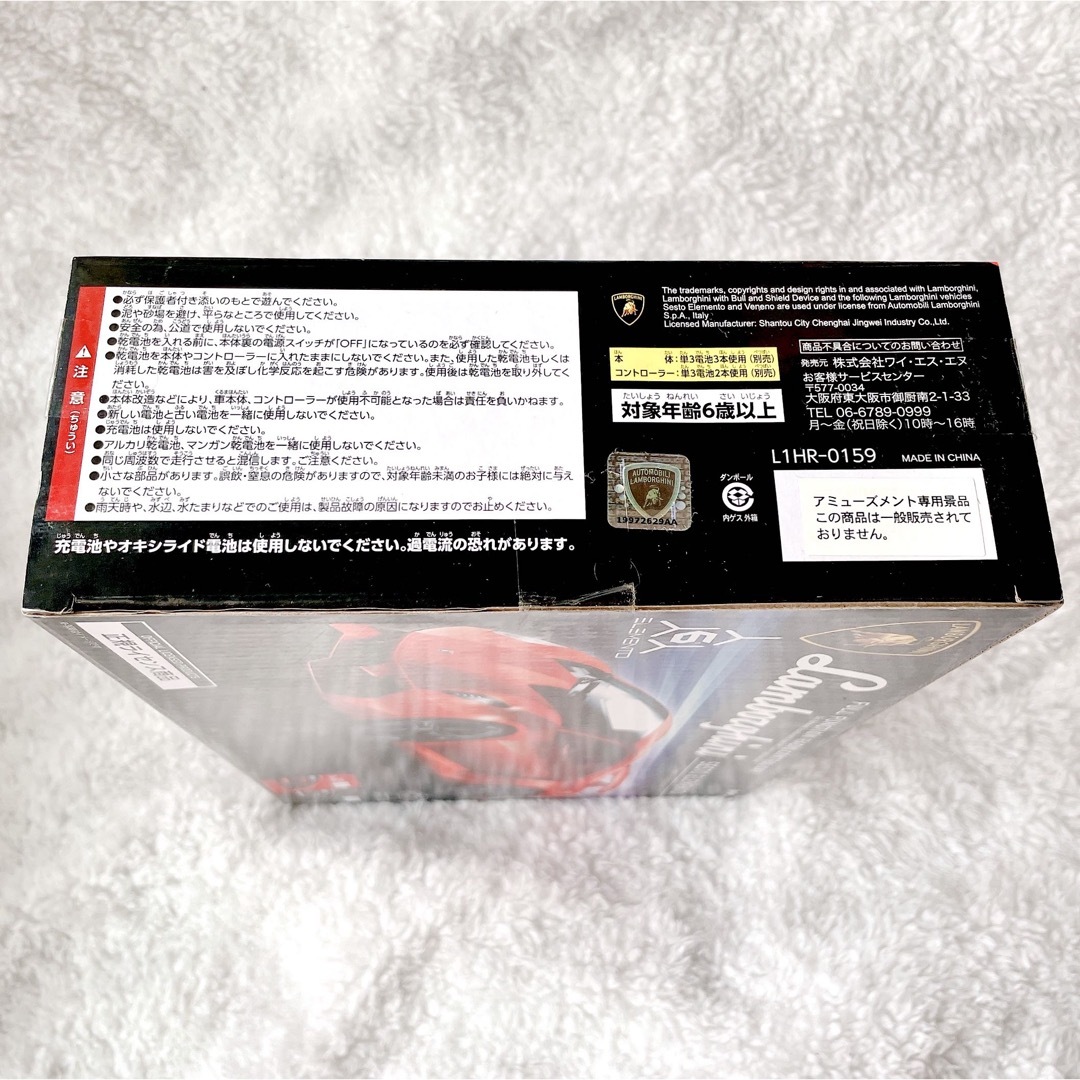 注意(ちゅうい)
●必ず保護者付き添いのもとで遊んでください。
●泥や砂場を避け、平らなところで使用してください。
●安全の為、公道で使用しないでください。
●乾電池を入れる前に、本体裏の電源スイッチが「OFF」になっているのを必ず確認してください。
●乾電池を本体やコントローラーに入れたままにしないでください。また、使用した乾電池もしくは
消耗した乾電池は害を及ぼし化学反応を起こす危険があります。使用後は乾電池を取り外してく
ださい。
●本体改造などにより、車本体、コントローラーが使用不可能となった場合は責任を負いかねます。
●新しい電池と古い電池を一緒に使用しないでください。
●充電池は使用しないでください。
●アルカリ乾電池、マンガン乾電池を一緒に使用しないでください。
●同じ周波数で走行させると混信します。ご注意ください。
●小さな部品があります。誤飲・窒息の危険がありますので、対象年齢未満のお子様には絶対に与え
ないでください。
●雨天時や、水辺、水たまりなどでのご使用は、製品故障の原因になりますのでお止めください。
充電池やオキシライド電池は使用しないでください。過電流の恐れがあります。
LAMBORGHINI
The trademarks, copyrights and design rights in and associated with Lamborghini,
Lamborghini with Bull and Shield Device and the following Lamborghini vehicles
Sesto Elemento and Veneno are used under license from Automobili Lamborghini
S.p.A., Italy
Licensed Manufacturer: Shantou City Chenghai Jingwei Industry Co.,Ltd.
本体:単3電池3本使用(別売)
コントローラー:単3電池2本使用(別売)
対象年齢6歳以上
商品不具合についてのお問い合わせ
発売元 株式会社ワイ・エス・エヌ
お客様サービスセンター
〒577-0034
大阪府東大阪市御厨南2-1-33
TEL 06-6789-0999
月〜金(祝日除く)10時〜16時
L1HR-0159 MADE IN CHINA
AUTOMOBILI
LAMBORGHINI
19972629AA
ダンボール
内ゲス 外箱
アミューズメント専用景品
この商品は一般販売されて
おりません。
正規ライセンス商品
LAMBORGHINI
Lamborghini